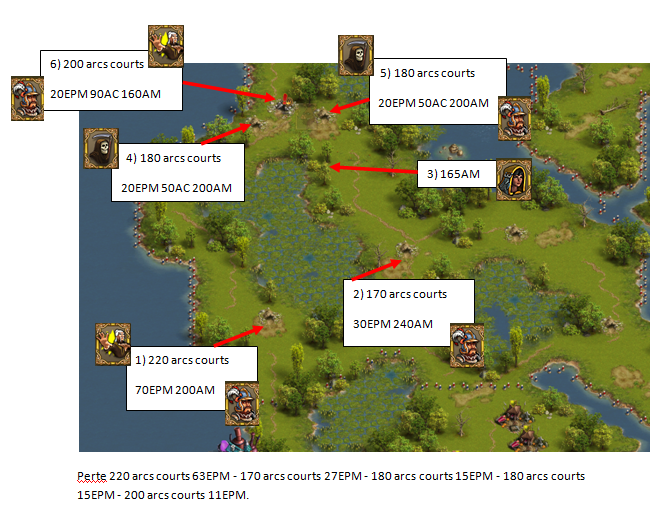 6) 200 arcs courts
20EPM 90AC 160AM
5) 180 arcs courts
20EPM 50AC 200AM
4) 180 arcs courts
20EPM 50AC 200AM
3) 165AM
2) 170 arcs courts
30EPM 240AM
1) 220 arcs courts
70EPM 200AM
Perte 220 arcs courts 63EPM - 170 arcs courts 27EPM - 180 arcs courts 15EPM - 180 arcs courts
15EPM - 200 arcs courts 11EPM.